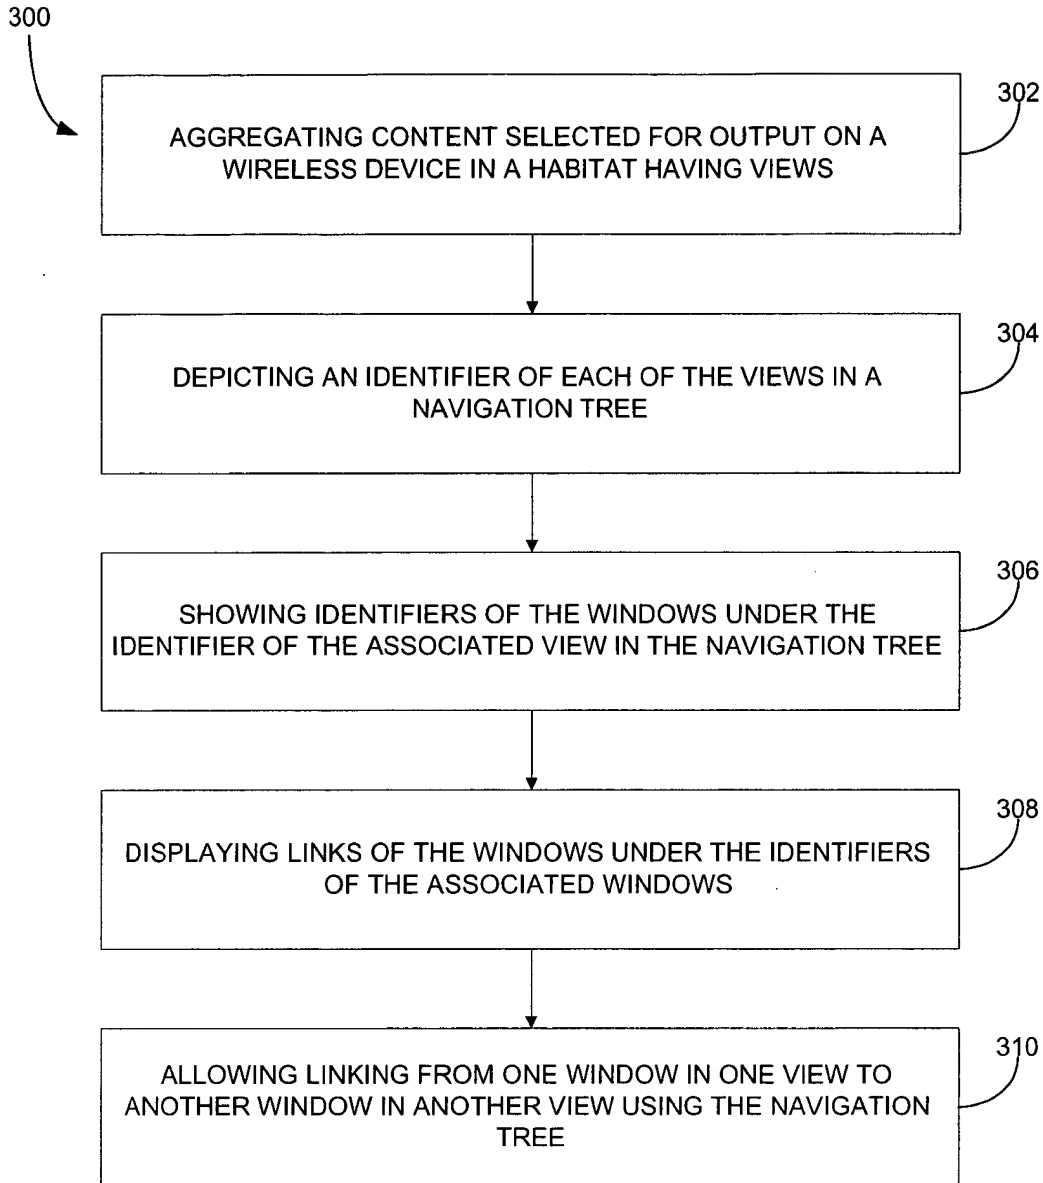 300
302
AGGREGATING CONTENT SELECTED FOR OUTPUT ON A
WIRELESS DEVICE IN A HABITAT HAVING VIEWS
304
DEPICTING AN IDENTIFIER OF EACH OF THE VIEWS IN A
NAVIGATION TREE
306
SHOWING IDENTIFIERS OF THE WINDOWS UNDER THE
IDENTIFIER OF THE ASSOCIATED VIEW IN THE NAVIGATION TREE
308
DISPLAYING LINKS OF THE WINDOWS UNDER THE IDENTIFIERS
OF THE ASSOCIATED WINDOWS
310
ALLOWING LINKING FROM ONE WINDOW IN ONE VIEW TO
ANOTHER WINDOW IN ANOTHER VIEW USING THE NAVIGATION
TREE